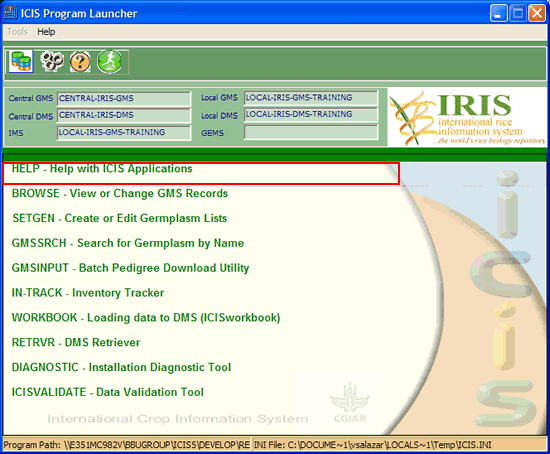 ICIS Program Launcher
Tools Help
Central GMS CENTRAL-IRIS-GMS Local GMS LOCAL-IRIS-GMS-TRAINING
Central DMS CENTRAL-IRIS-DMS Local DMS LOCAL-IRIS-DMS-TRAINING
IMS LOCAL-IRIS-GMS-TRAINING GEMS
IRIS
international rice
information system
...the world's rice biology repository
HELP - Help with ICIS Applications
BROWSE - View or Change GMS Records
SETGEN - Create or Edit Germplasm Lists
GMSSRCH - Search for Germplasm by Name
GMSINPUT - Batch Pedigree Download Utility
IN-TRACK - Inventory Tracker
WORKBOOK - Loading data to DMS (ICISworkbook)
RETRVR - DMS Retriever
DIAGNOSTIC - Installation Diagnostic Tool
ICISVALIDATE - Data Validation Tool
icis
International Crop Information System
CGIAR
Program Path: \\E351MC982V\BBUGROUP\ICIS5\DEVELOP\RE INI File: C:\DOCUME~1\vsalazar\LOCALS~1\Temp\ICIS.INI